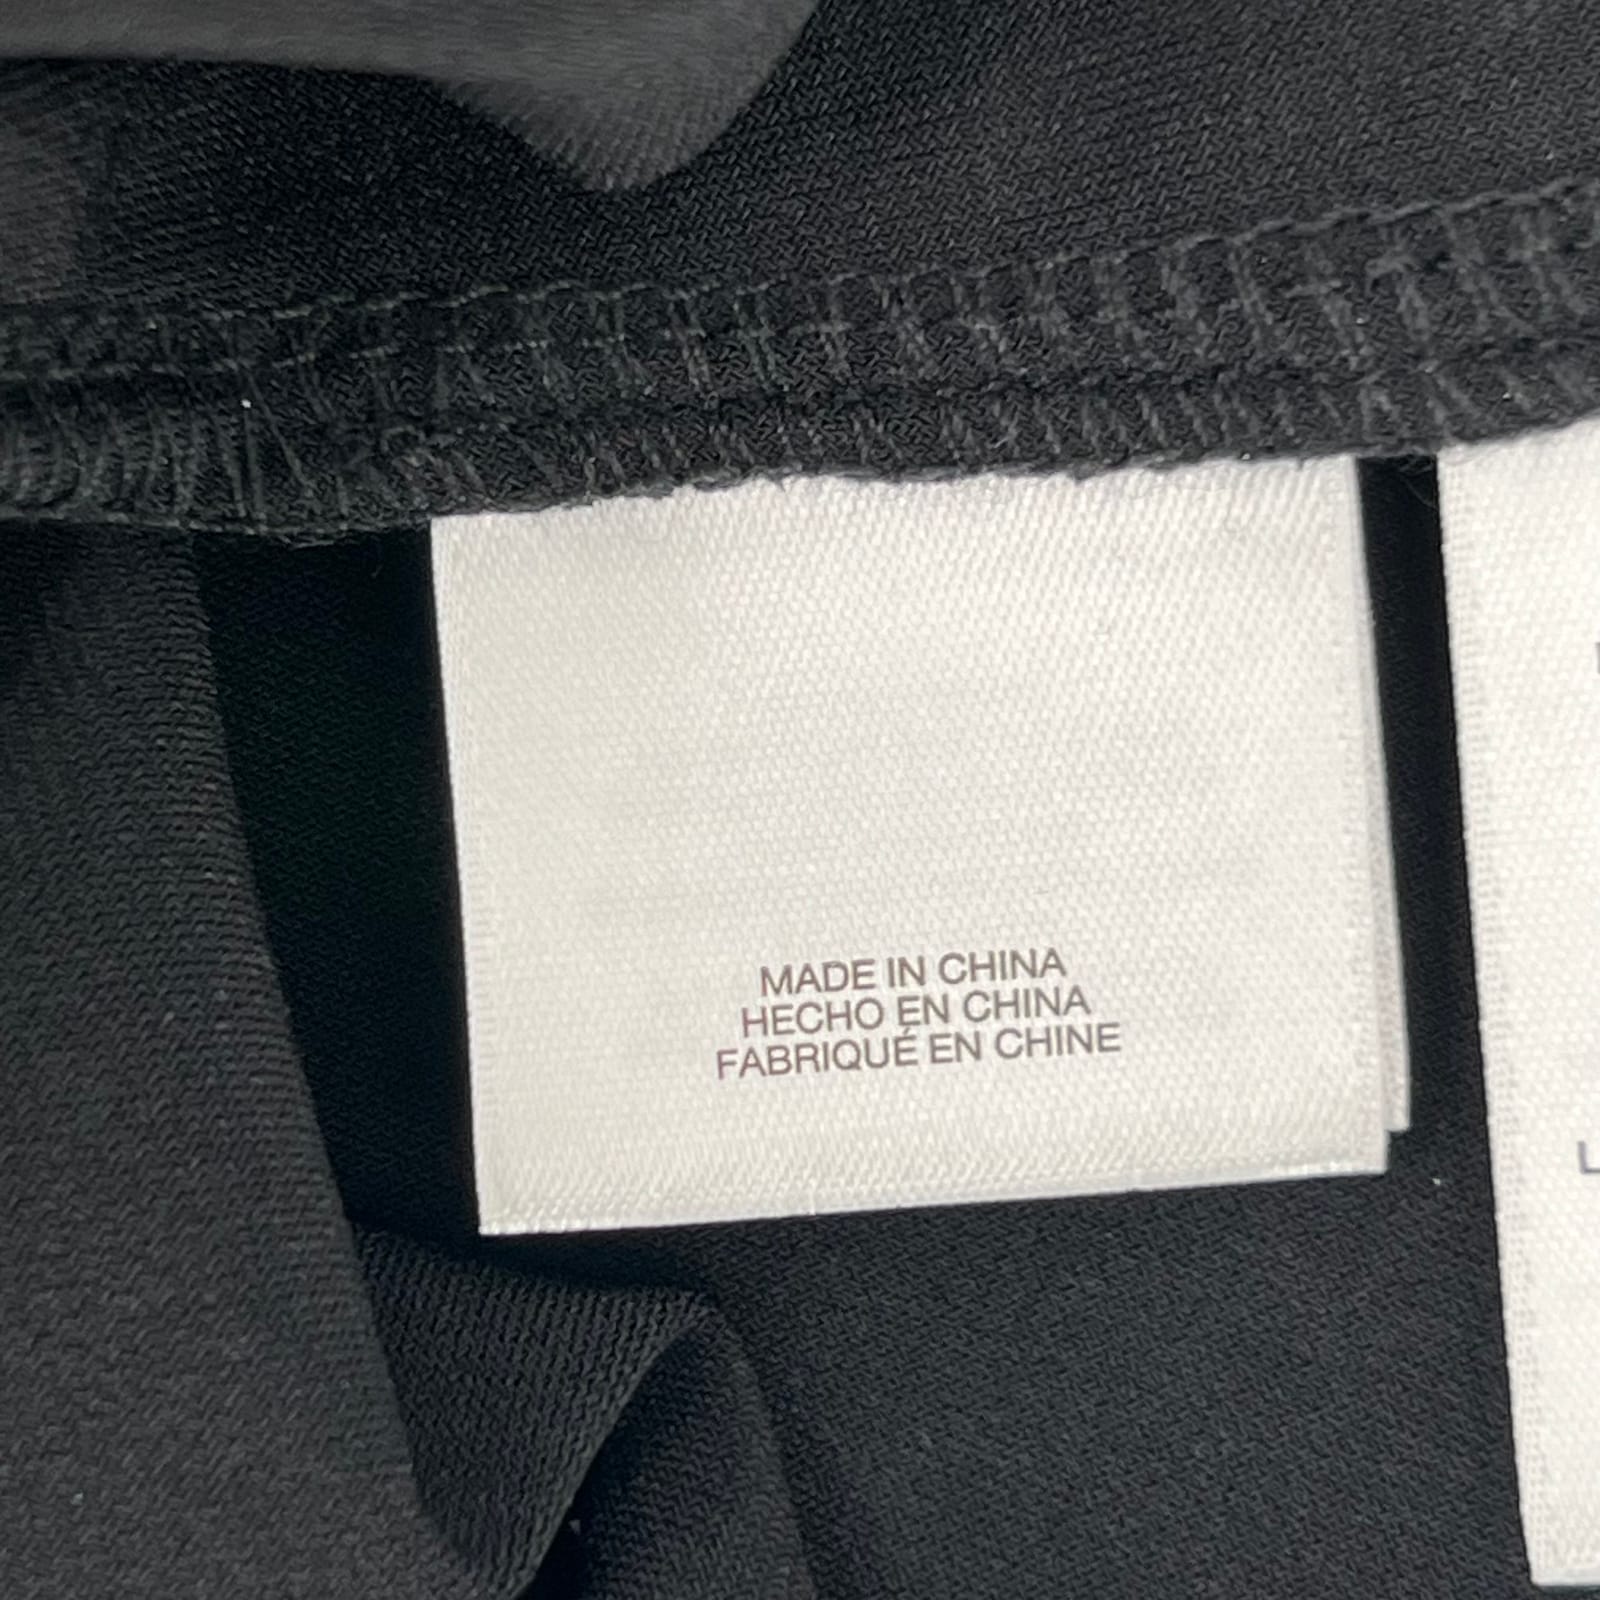 MADE IN CHINA
HECHO EN CHINA
FABRIQUÉ EN CHINE